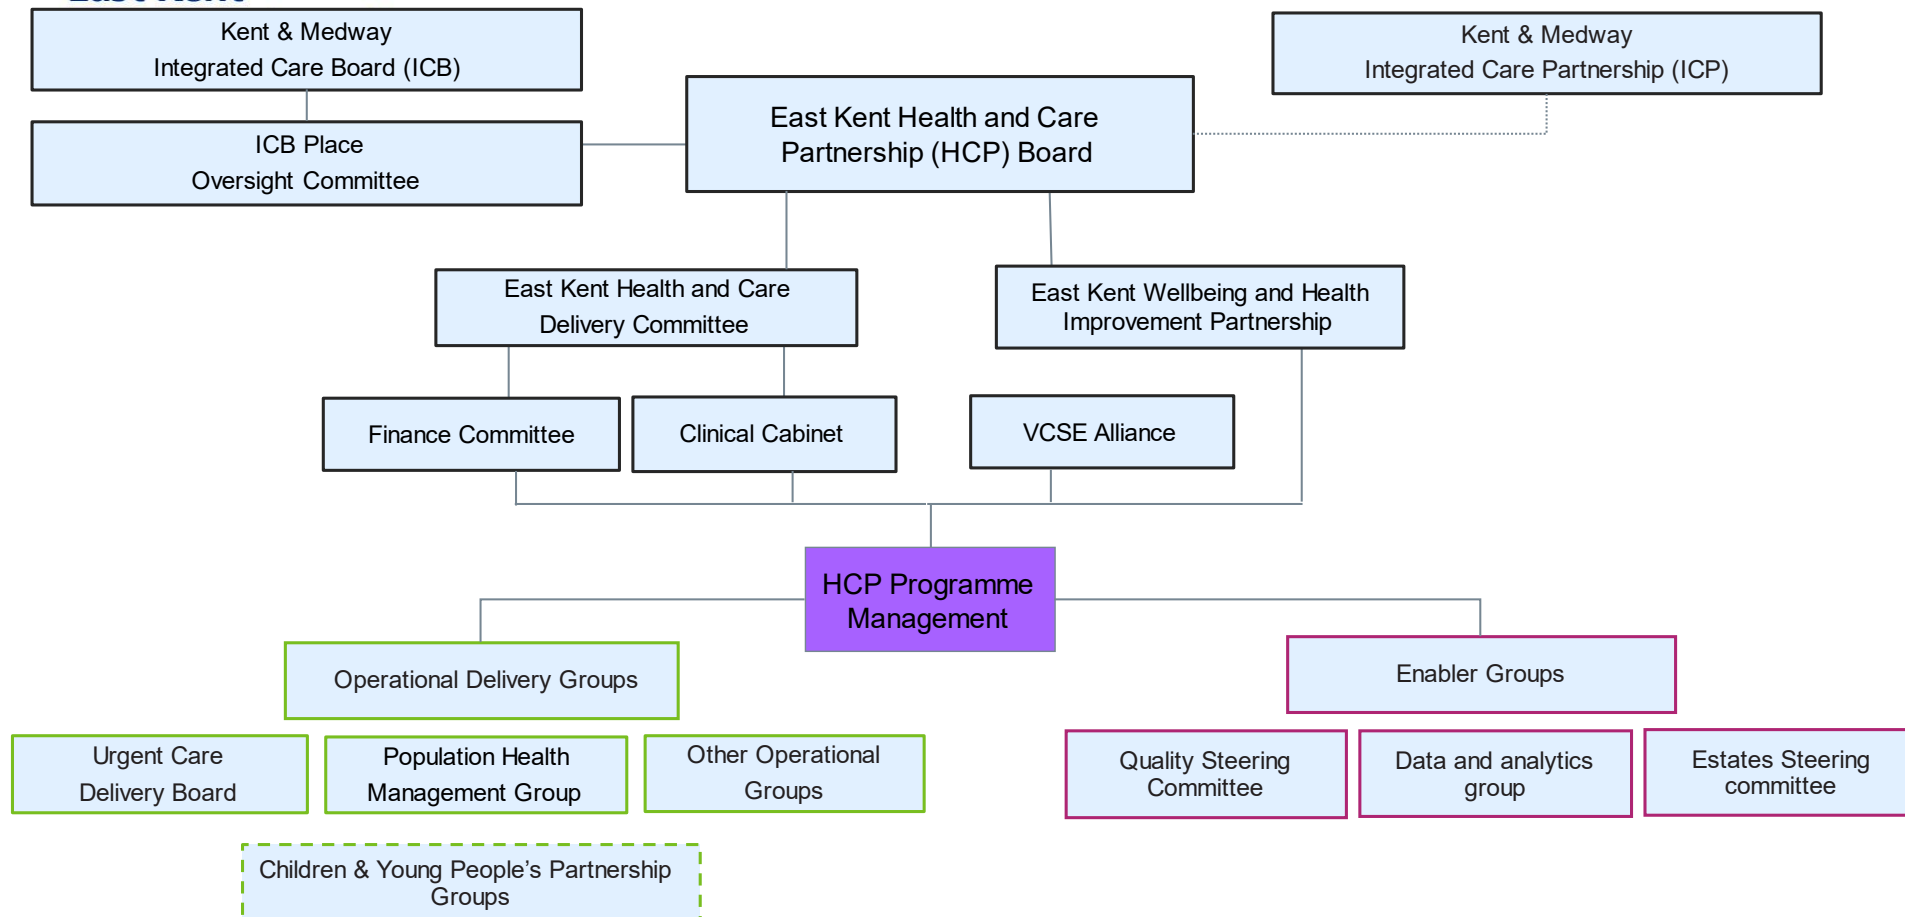 East Kent
Kent & Medway
Integrated Care Board (ICB)
Kent & Medway
Integrated Care Partnership (ICP)
East Kent Health and Care
Partnership (HCP) Board
ICB Place
Oversight Committee
East Kent Health and Care
Delivery Committee
East Kent Wellbeing and Health
Improvement Partnership
Finance Committee
Clinical Cabinet
VCSE Alliance
HCP Programme
Management
Operational Delivery Groups
Enabler Groups
Urgent Care
Delivery Board
Population Health
Management Group
Other Operational
Groups
Quality Steering
Committee
Data and analytics
group
Estates Steering
committee
Children & Young People’s Partnership
Groups